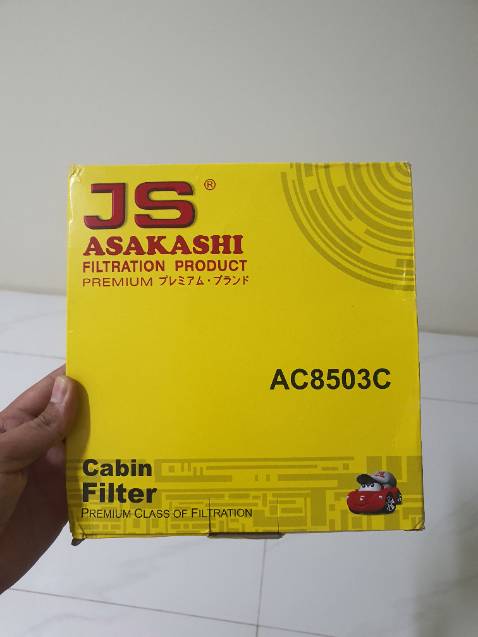 JS ®
ASAKASHI
FILTRATION PRODUCT
PREMIUM プレミアム・ブランド
AC8503C
Cabin
Filter
PREMIUM CLASS OF FILTRATION